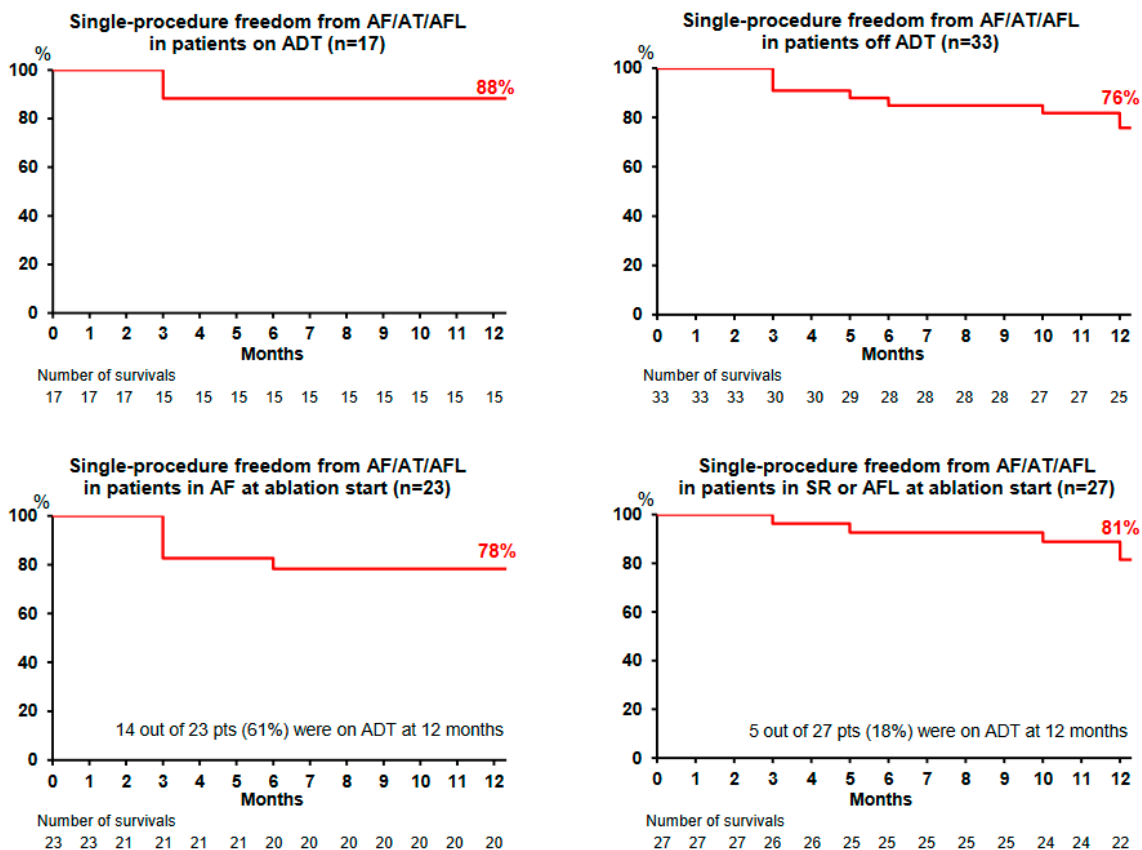 Single-procedure freedom from AF/AT/AFL
in patients on ADT (n=17)
%
100
80
60
40
20
0
88%
0 1 2 3 4 5 6 7 8 9 10 11 12
Months
Number of survivals
17 17 17 15 15 15 15 15 15 15 15 15 15
Single-procedure freedom from AF/AT/AFL
in patients off ADT (n=33)
%
100
80
60
40
20
0
76%
0 1 2 3 4 5 6 7 8 9 10 11 12
Months
Number of survivals
33 33 33 30 30 29 28 28 28 28 27 27 25
Single-procedure freedom from AF/AT/AFL
in patients in AF at ablation start (n=23)
%
100
80
60
40
20
0
78%
14 out of 23 pts (61%) were on ADT at 12 months
0 1 2 3 4 5 6 7 8 9 10 11 12
Months
Number of survivals
23 23 21 21 21 21 20 20 20 20 20 20 20
Single-procedure freedom from AF/AT/AFL
in patients in SR or AFL at ablation start (n=27)
%
100
80
60
40
20
0
81%
5 out of 27 pts (18%) were on ADT at 12 months
0 1 2 3 4 5 6 7 8 9 10 11 12
Months
Number of survivals
27 27 27 26 26 25 25 25 25 25 24 24 22